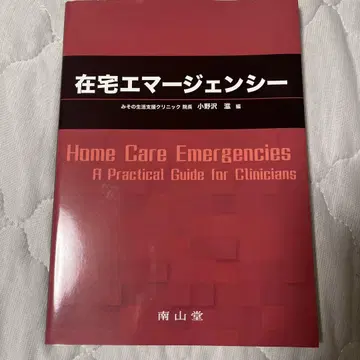 在宅エマージェンシー
みその生活支援クリニック 院長 小野沢 滋 編
Home Care Emergencies
A Practical Guide for Clinicians
南山堂